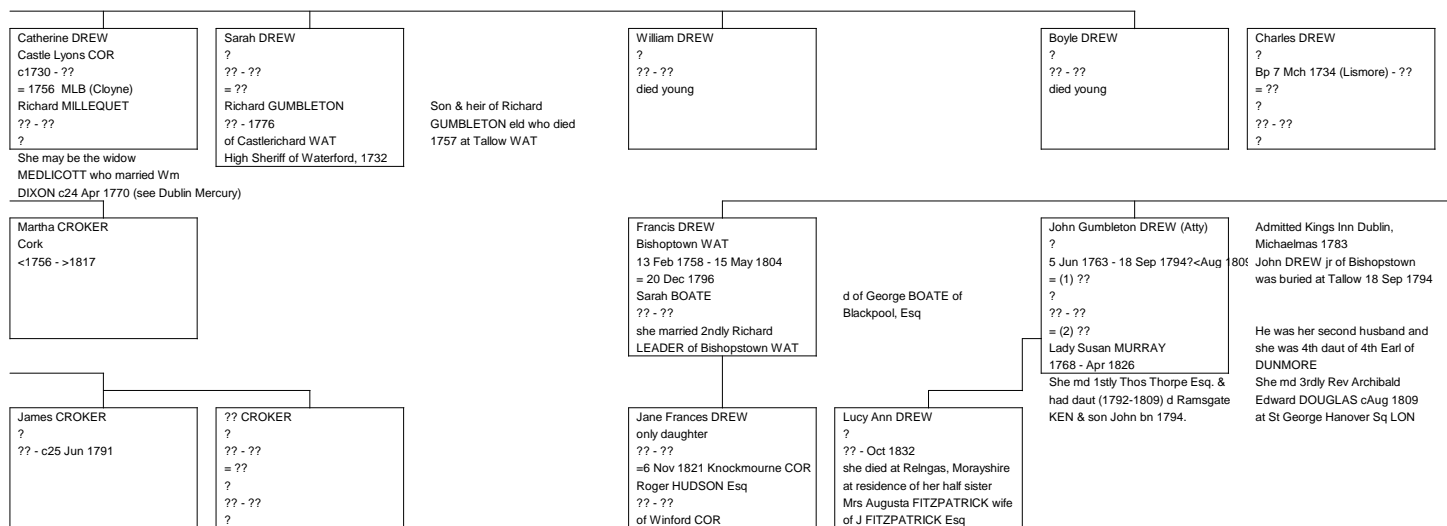 Catherine DREW
Castle Lyons COR
c1730 - ??
= 1756 MLB (Cloyne)
Richard MILLEQUET
?? - ??
?
She may be the widow
MEDLICOTT who married Wm
DIXON c24 Apr 1770 (see Dublin Mercury)
Sarah DREW
?
?? - ??
= ??
Richard GUMBLETON
?? - 1776
of Castlerichard WAT
High Sheriff of Waterford, 1732
Son & heir of Richard
GUMBLETON eld who died
1757 at Tallow WAT
William DREW
?
?? - ??
died young
Boyle DREW
?
?? - ??
died young
Charles DREW
?
Bp 7 Mch 1734 (Lismore) - ??
= ??
?
?? - ??
?
Martha CROKER
Cork
<1756 - >1817
Francis DREW
Bishoptown WAT
13 Feb 1758 - 15 May 1804
= 20 Dec 1796
Sarah BOATE
?? - ??
she married 2ndly Richard
LEADER of Bishopstown WAT
d of George BOATE of
Blackpool, Esq
John Gumbleton DREW (Atty)
?
5 Jun 1763 - 18 Sep 1794?<Aug 1809
= (1) ??
?
?? - ??
= (2) ??
Lady Susan MURRAY
1768 - Apr 1826
She md 1stly Thos Thorpe Esq. &
had daut (1792-1809) d Ramsgate
KEN & son John bn 1794.
Admitted Kings Inn Dublin,
Michaelmas 1783
John DREW jr of Bishopstown
was buried at Tallow 18 Sep 1794
He was her second husband and
she was 4th daut of 4th Earl of
DUNMORE
She md 3rdly Rev Archibald
Edward DOUGLAS cAug 1809
at St George Hanover Sq LON
James CROKER
?
?? - c25 Jun 1791
?? CROKER
?
?? - ??
= ??
?
?? - ??
?
Jane Frances DREW
only daughter
?? - ??
=6 Nov 1821 Knockmourne COR
Roger HUDSON Esq
?? - ??
of Winford COR
Lucy Ann DREW
?
?? - Oct 1832
she died at Relngas, Morayshire
at residence of her half sister
Mrs Augusta FITZPATRICK wife
of J FITZPATRICK Esq